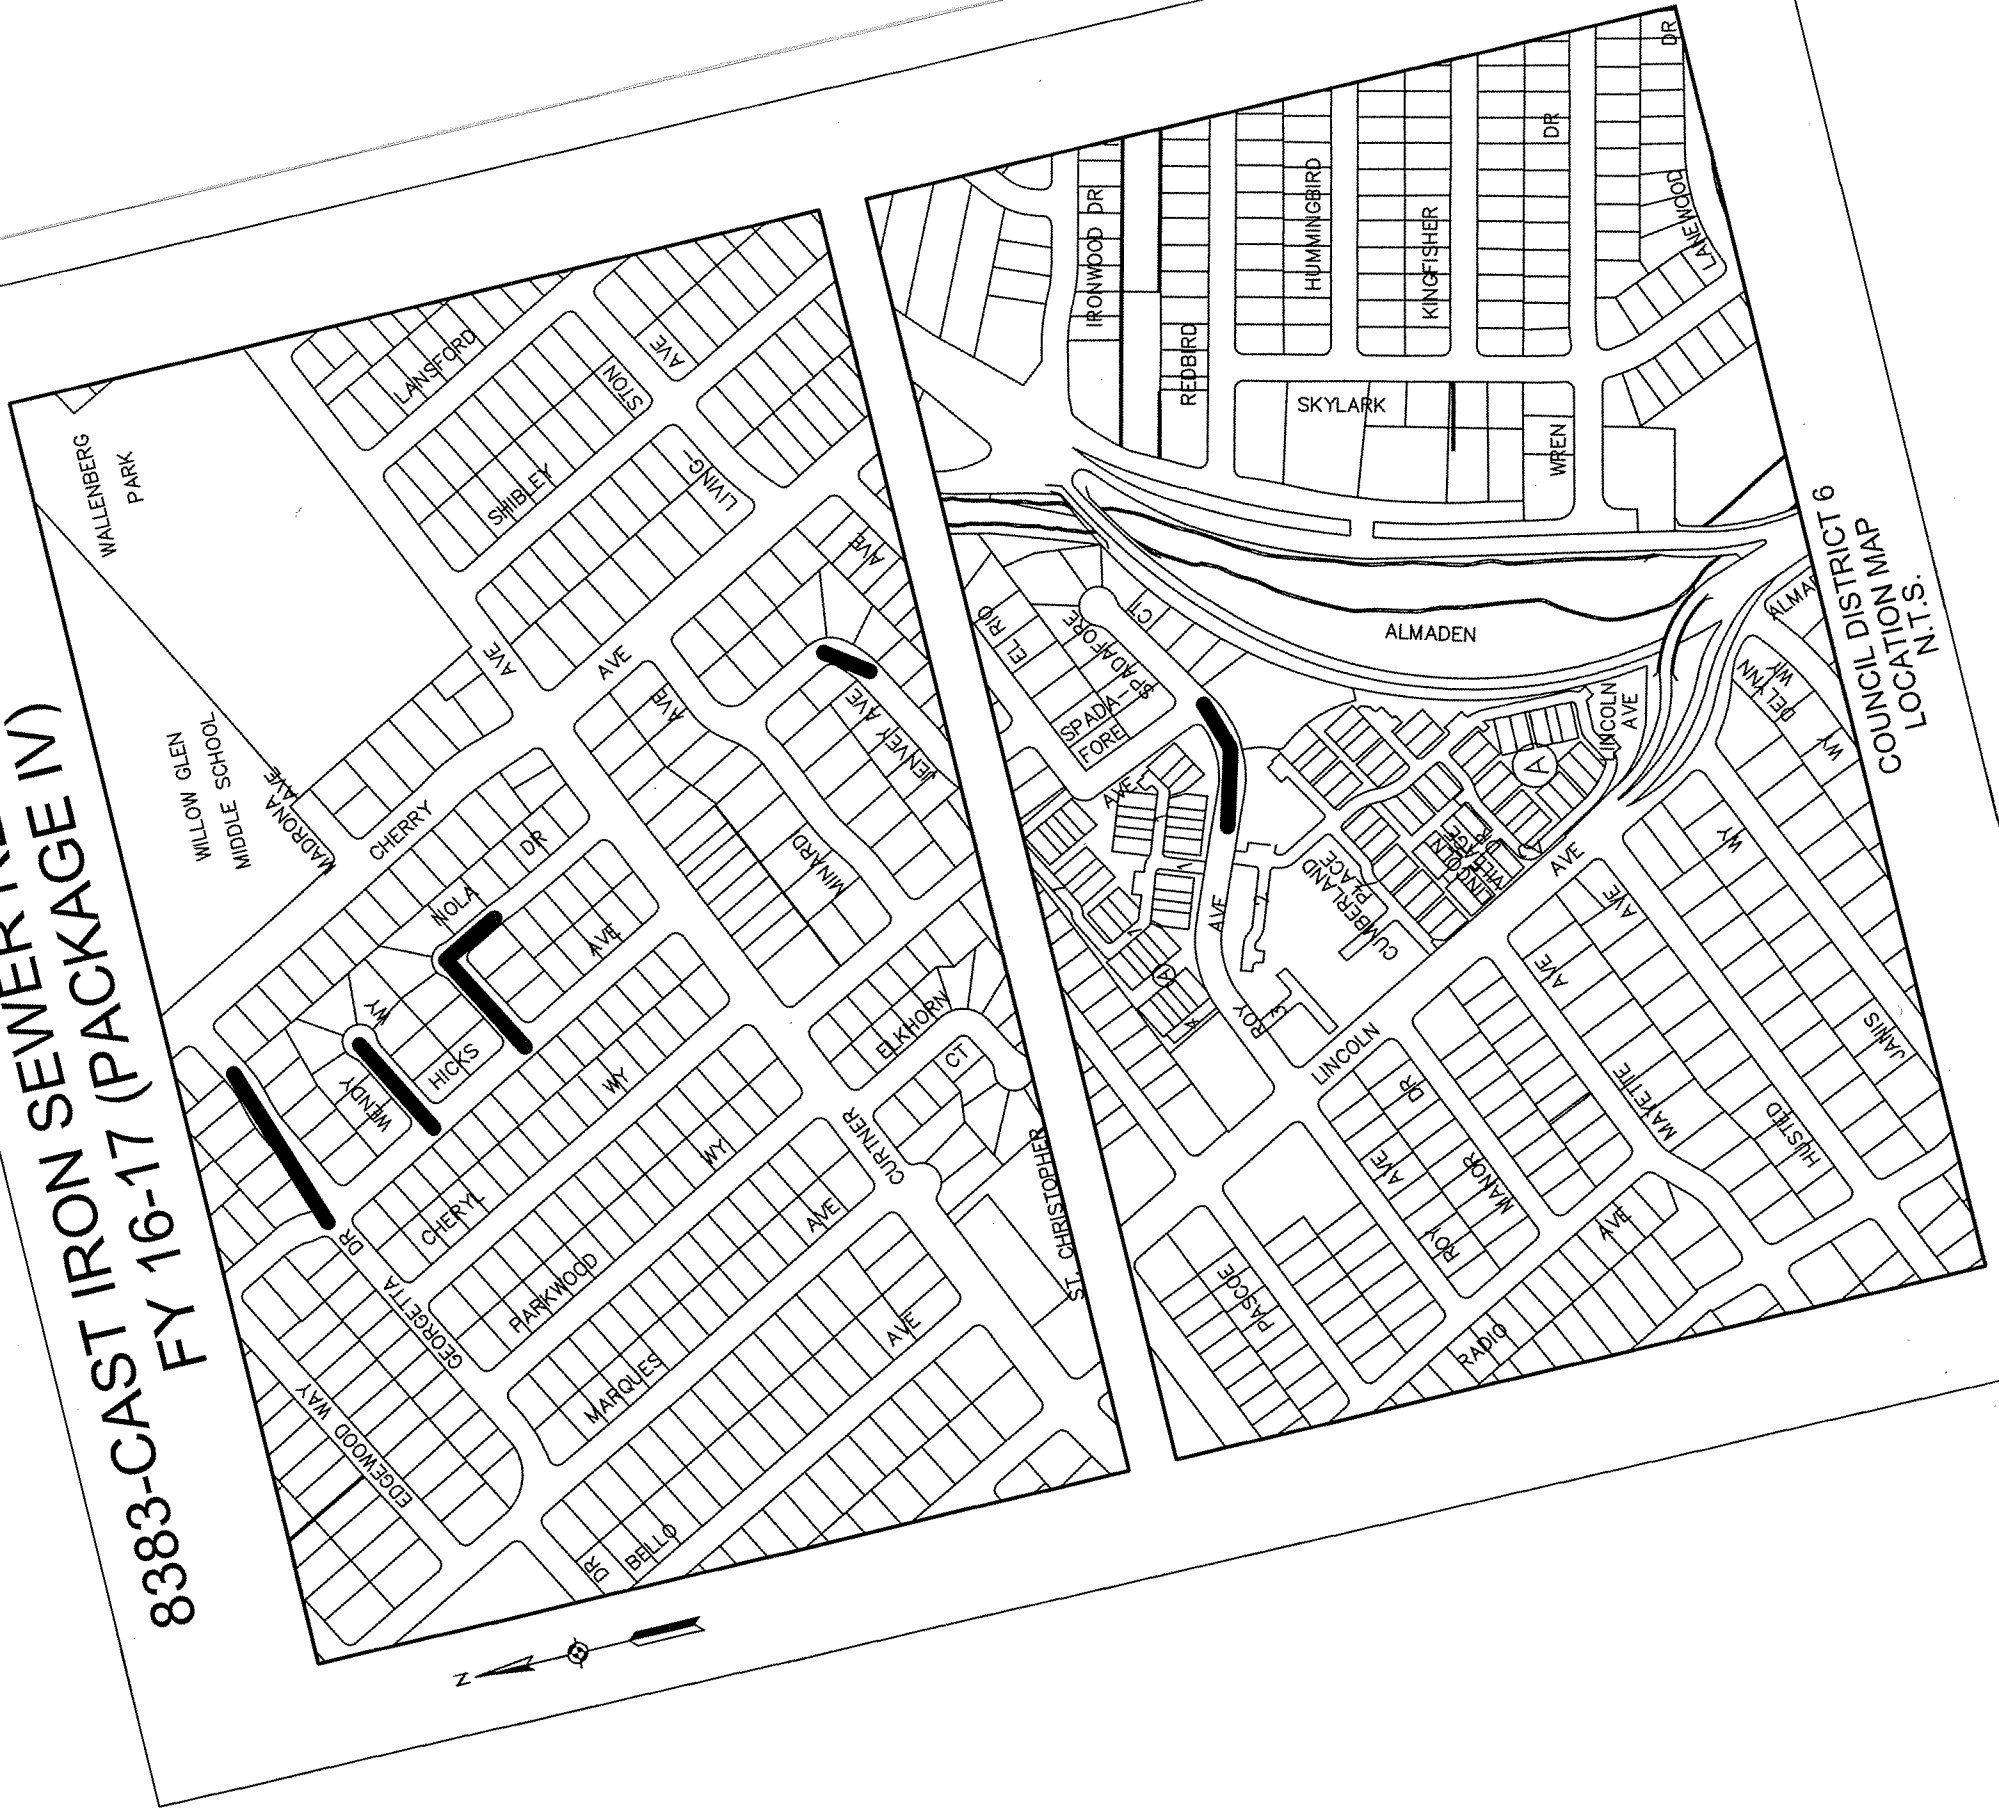 8383-CAST IRON SEWER
FY 16-17 (PACKAGE IV)
WALLENBERG
PARK
WILLOW GLEN
MIDDLE SCHOOL
MADRONA AVE
CHERRY
AVE
LANSFORD
SHIBLEY
AVE
LIVING-
STON
AVE
NOLA
DR
WENDY
WY
HICKS
AVE
AVE
MINARD
AVE
JENVEY AVE
CHERYL
WY
PARKWOOD
WY
MARQUES
AVE
BELLO
AVE
GEORGETTA
DR
DR
EDGEWOOD WAY
CURTNER
ELKHORN
CT
ST. CHRISTOPHER
N
IRONWOOD DR
REDBIRD
HUMMINGBIRD
KINGFISHER
DR
DR
SKYLARK
WREN
LANEWOOD
ALMADEN
EL RIO
SPADAFORE
CT
SPADA-
FORE
AVE
ROY
AVE
CUMBERLAND
PLACE
LINCOLN
VILLAGE
DR
LINCOLN
AVE
LINCOLN
AVE
A
A
DELYNN
WY
WY
PASCOE
AVE
ROY
MANOR
DR
RADIO
AVE
MAYETTE
AVE
HUSTED
AVE
JANIS
WY
COUNCIL DISTRICT 6
LOCATION MAP
N.T.S.